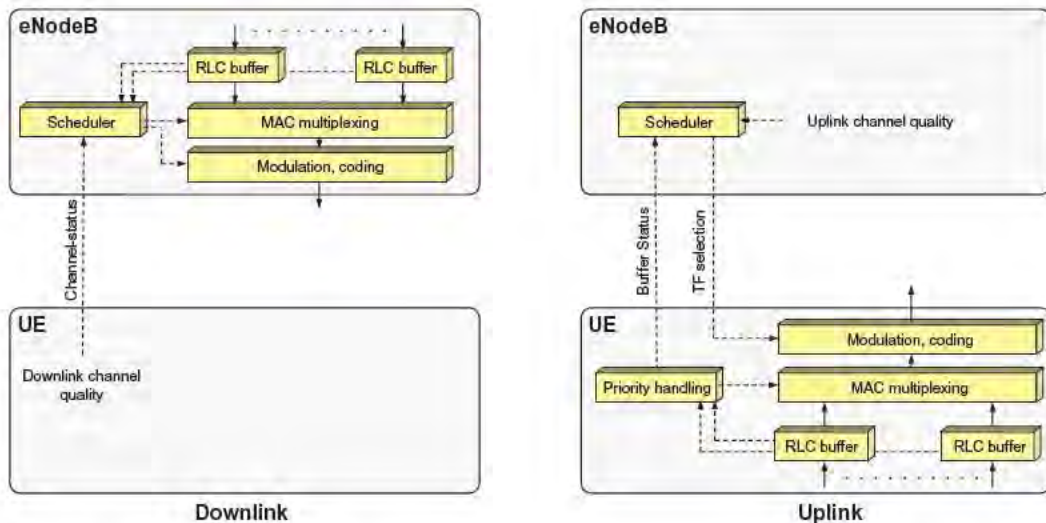 eNodeB
RLC buffer
RLC buffer
Scheduler
MAC multiplexing
Modulation, coding
Channel-status
UE
Downlink channel
quality
Downlink
eNodeB
Scheduler
Uplink channel quality
Buffer Status
TF selection
UE
Modulation, coding
Priority handling
MAC multiplexing
RLC buffer
RLC buffer
Uplink